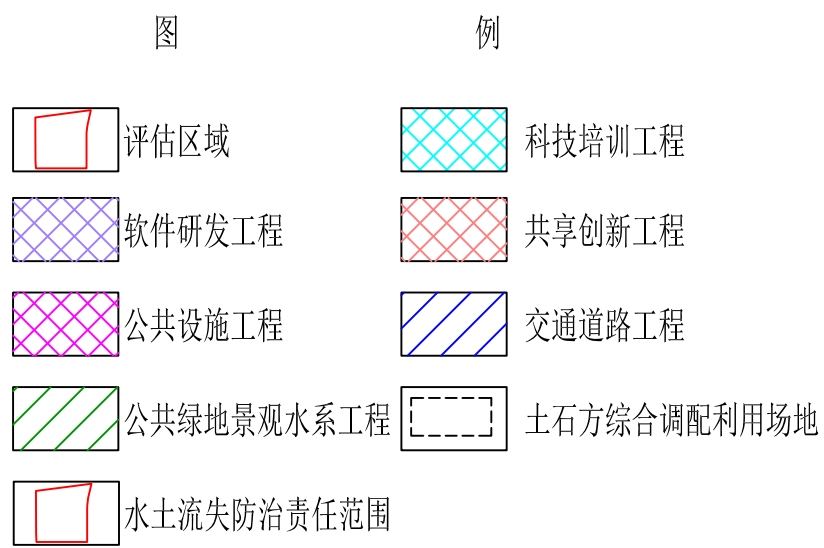 图 例
评估区域 科技培训工程
软件研发工程 共享创新工程
公共设施工程 交通道路工程
公共绿地景观水系工程 土石方综合调配利用场地
水土流失防治责任范围